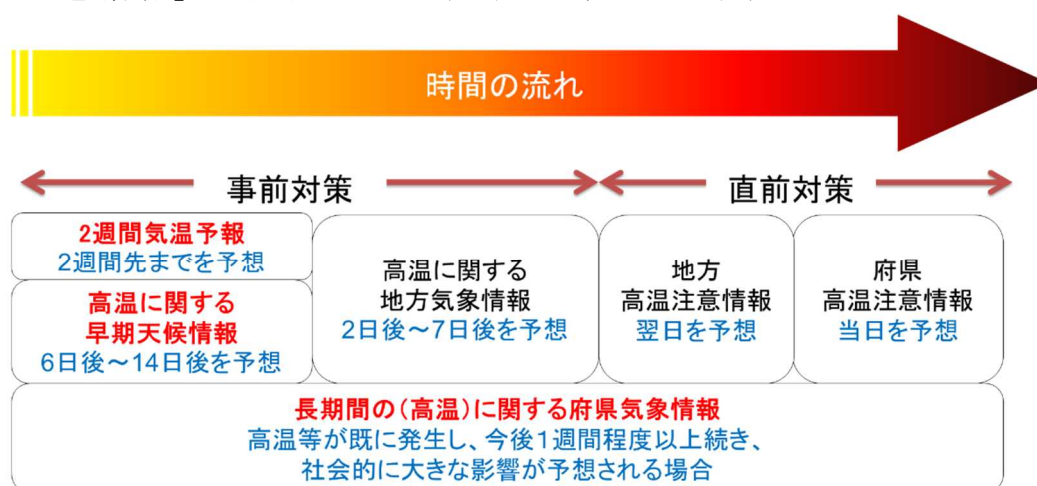 時間の流れ
事前対策
直前対策
2週間気温予報
2週間先までを予想
高温に関する
早期天候情報
6日後～14日後を予想
高温に関する
地方気象情報
2日後～7日後を予想
地方
高温注意情報
翌日を予想
府県
高温注意情報
当日を予想
長期間の(高温)に関する府県気象情報
高温等が既に発生し、今後1週間程度以上続き、
社会的に大きな影響が予想される場合